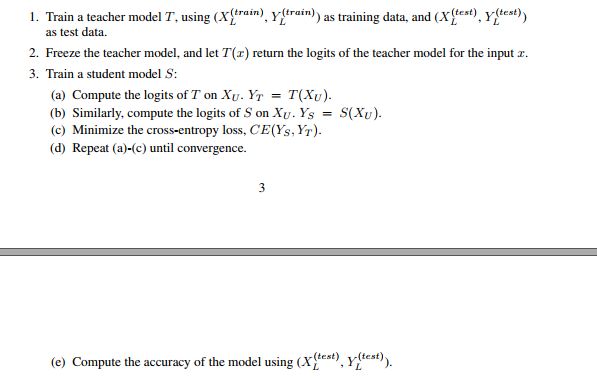 1. Train a teacher model T, using (X_L^(train), Y_L^(train)) as training data, and (X_L^(test), Y_L^(test))
as test data.
2. Freeze the teacher model, and let T(x) return the logits of the teacher model for the input x.
3. Train a student model S:
(a) Compute the logits of T on X_U. Y_T = T(X_U).
(b) Similarly, compute the logits of S on X_U. Y_S = S(X_U).
(c) Minimize the cross-entropy loss, CE(Y_S, Y_T).
(d) Repeat (a)-(c) until convergence.
3
(e) Compute the accuracy of the model using (X_L^(test), Y_L^(test)).